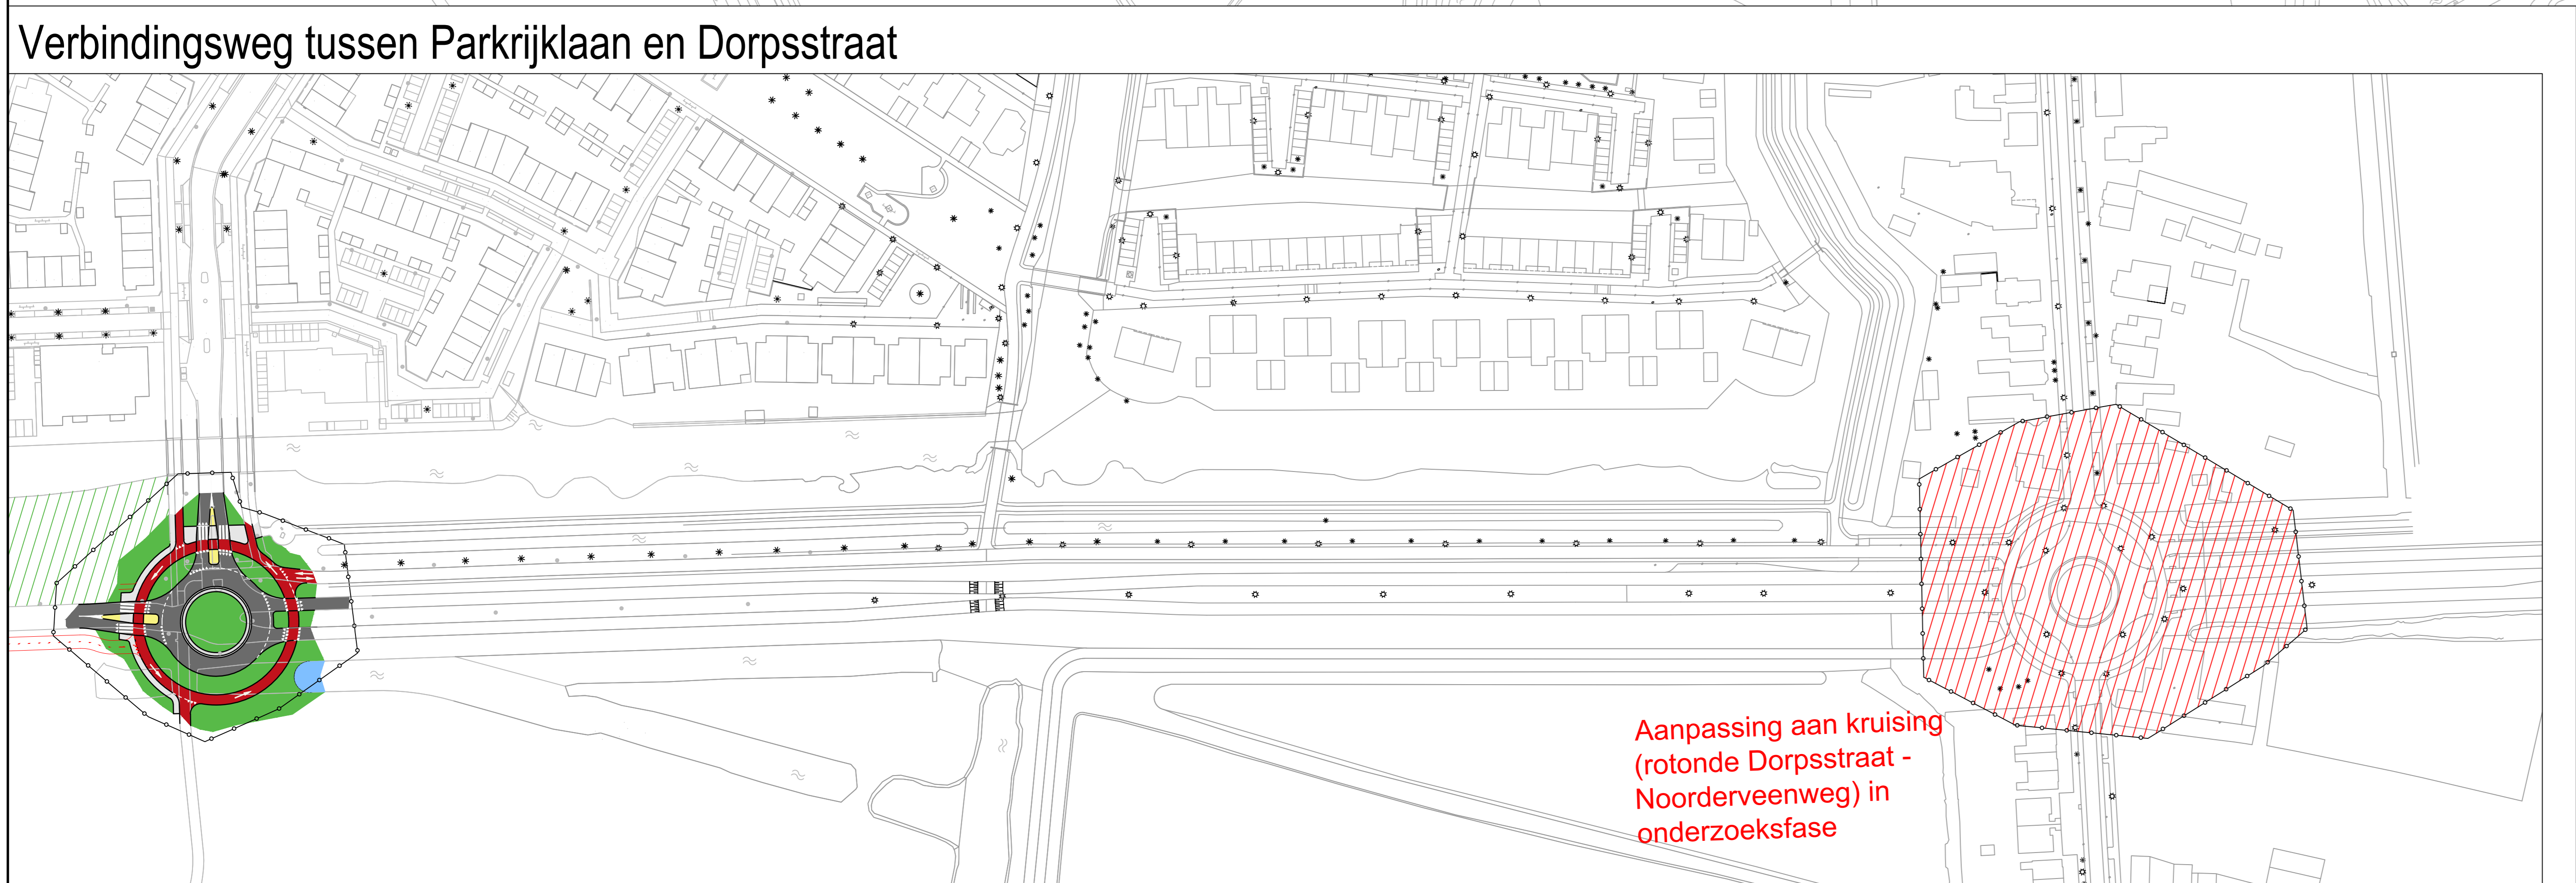 Verbindingsweg tussen Parkrijklaan en Dorpsstraat
Aanpassing aan kruising
(rotonde Dorpsstraat -
Noorderveenweg) in
onderzoeksfase